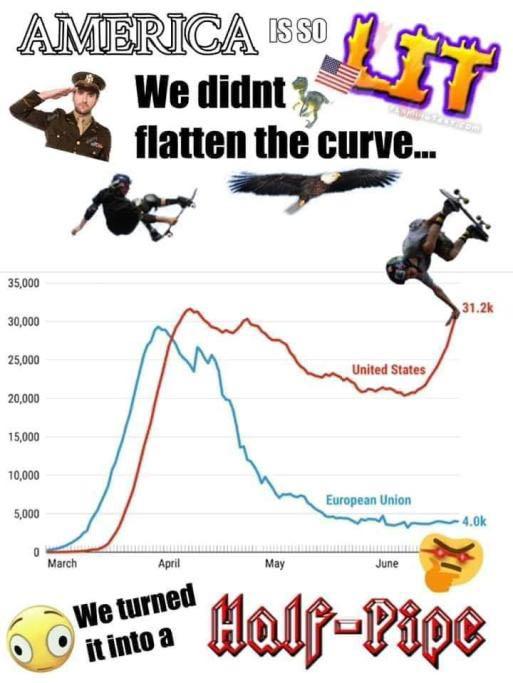 AMERICA IS SO LIT
We didnt
flatten the curve...
35,000
31.2k
30,000
25,000
United States
20,000
15,000
10,000
European Union
5,000
4.0k
0
March April May June
We turned
it into a
Half-Pipe